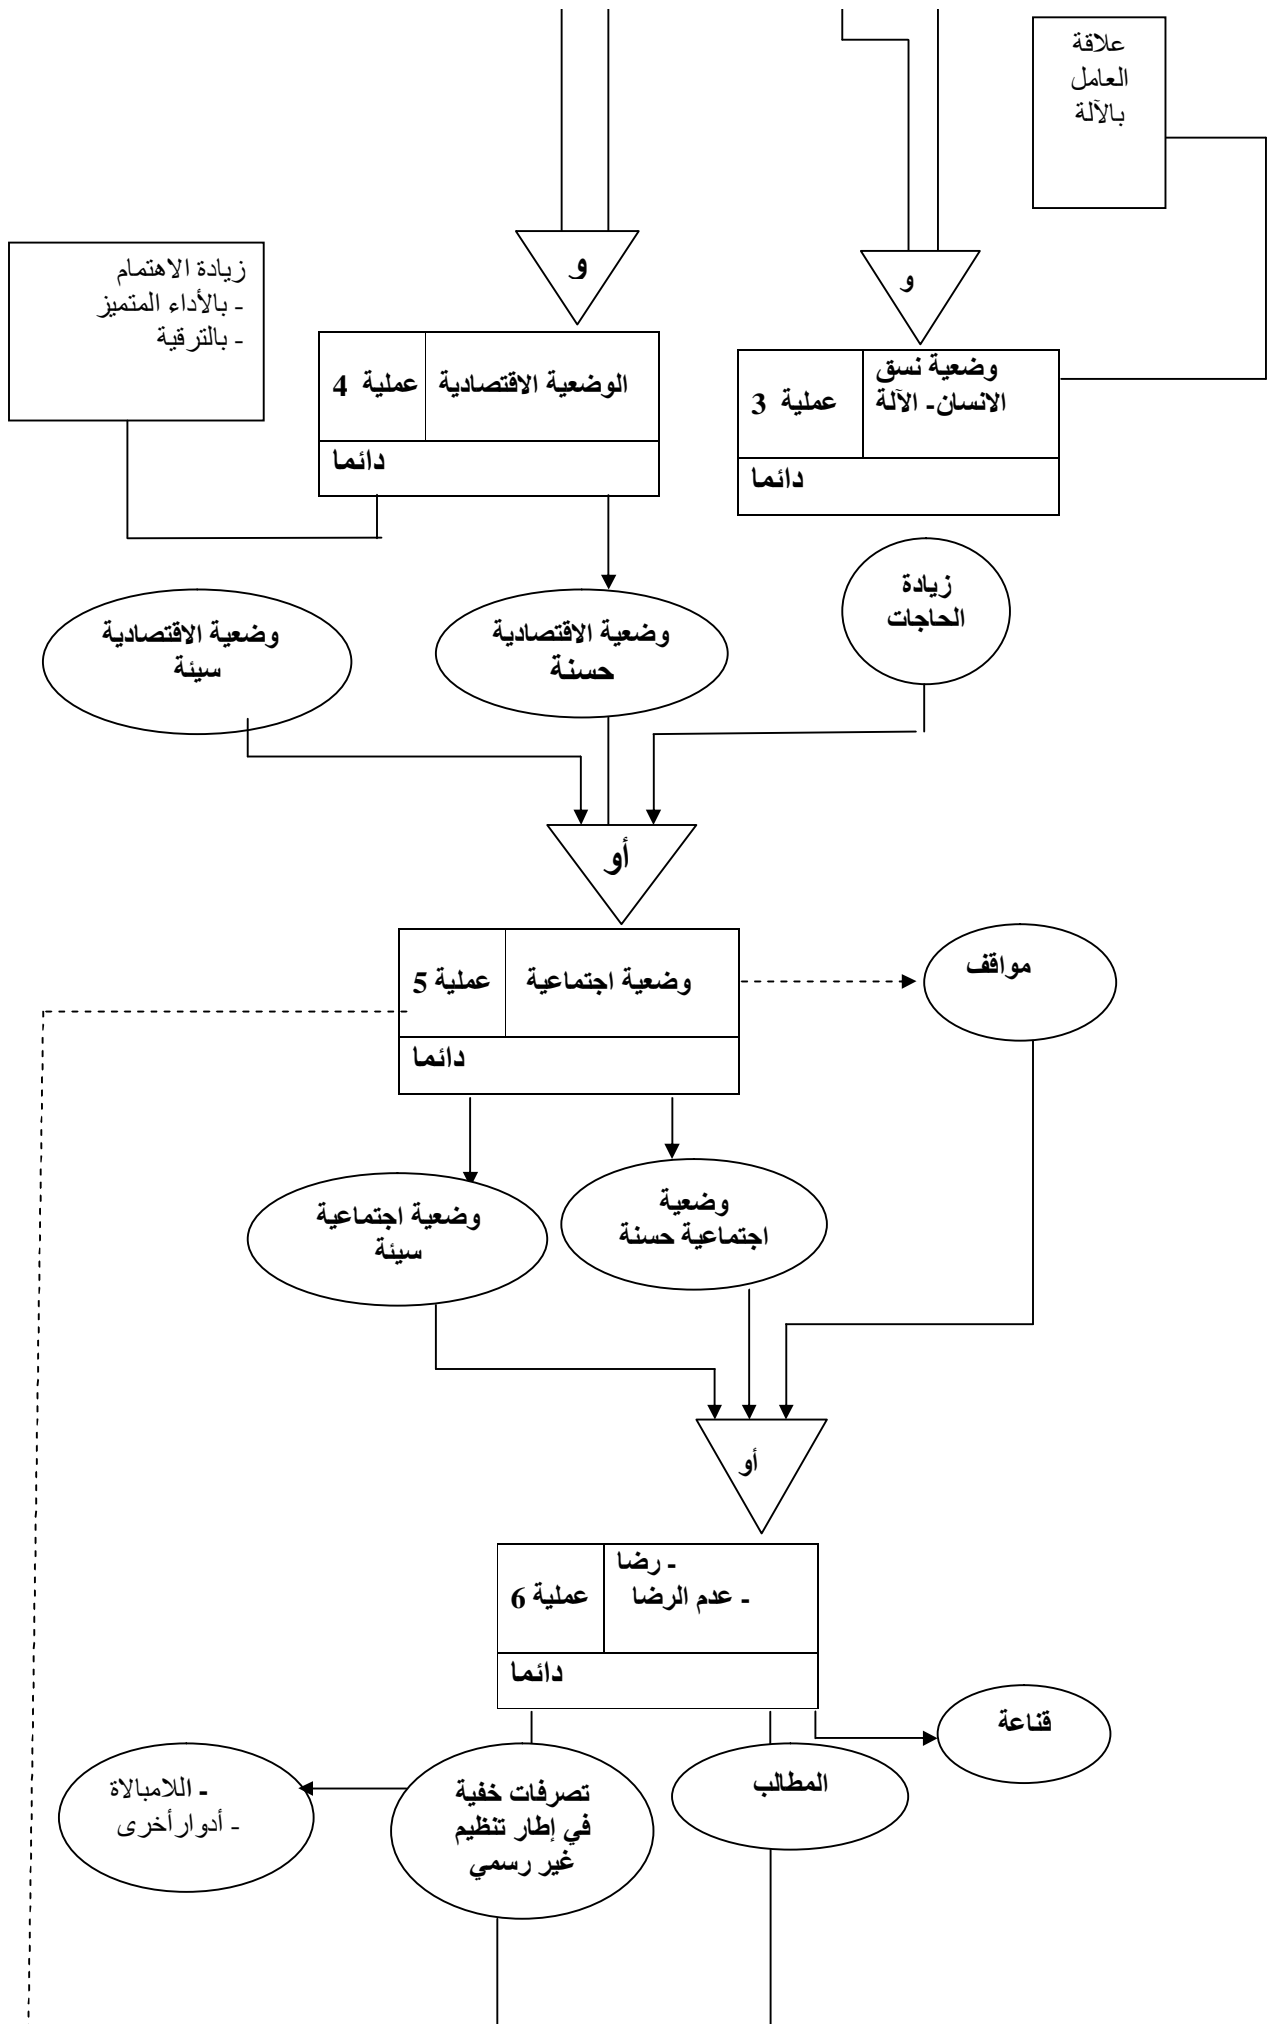 علاقة
العامل
بالآلة
و
و
زيادة الاهتمام
- بالأداء المتميز
- بالترقية
وضعية نسق
الانسان- الآلة
عملية 3
دائما
الوضعية الاقتصادية
عملية 4
دائما
زيادة
الحاجات
وضعية الاقتصادية
حسنة
وضعية الاقتصادية
سيئة
أو
وضعية اجتماعية
عملية 5
دائما
مواقف
وضعية
اجتماعية حسنة
وضعية اجتماعية
سيئة
أو
- رضا
- عدم الرضا
عملية 6
دائما
قناعة
المطالب
تصرفات خفية
في إطار تنظيم
غير رسمي
- اللامبالاة
- أدوار أخرى